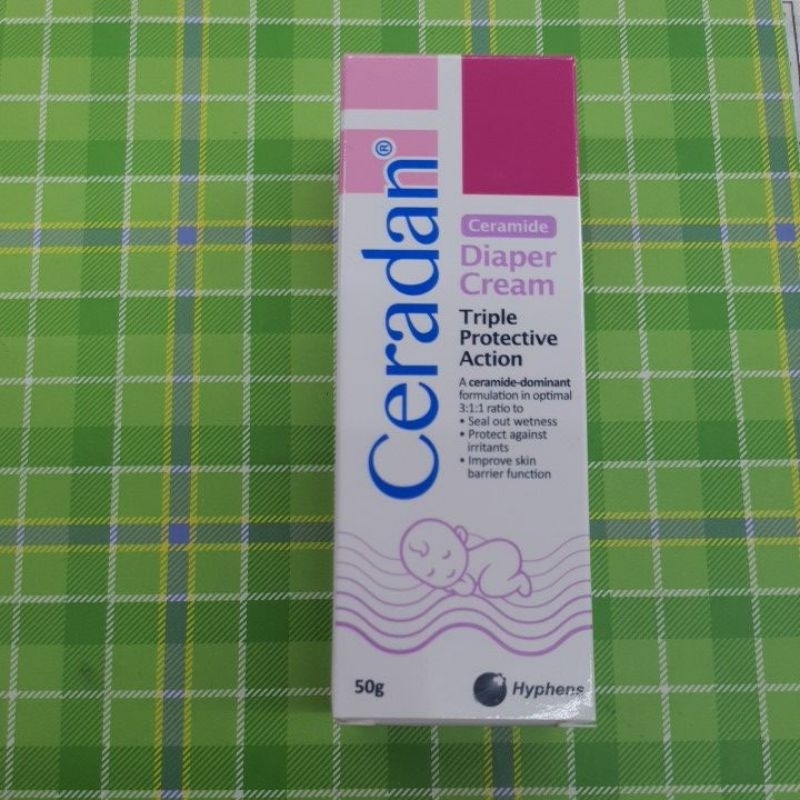 Ceradan®
Ceramide
Diaper
Cream
Triple
Protective
Action
A ceramide-dominant
formulation in optimal
3:1:1 ratio to
• Seal out wetness
• Protect against
irritants
• Improve skin
barrier function
50g
Hyphens